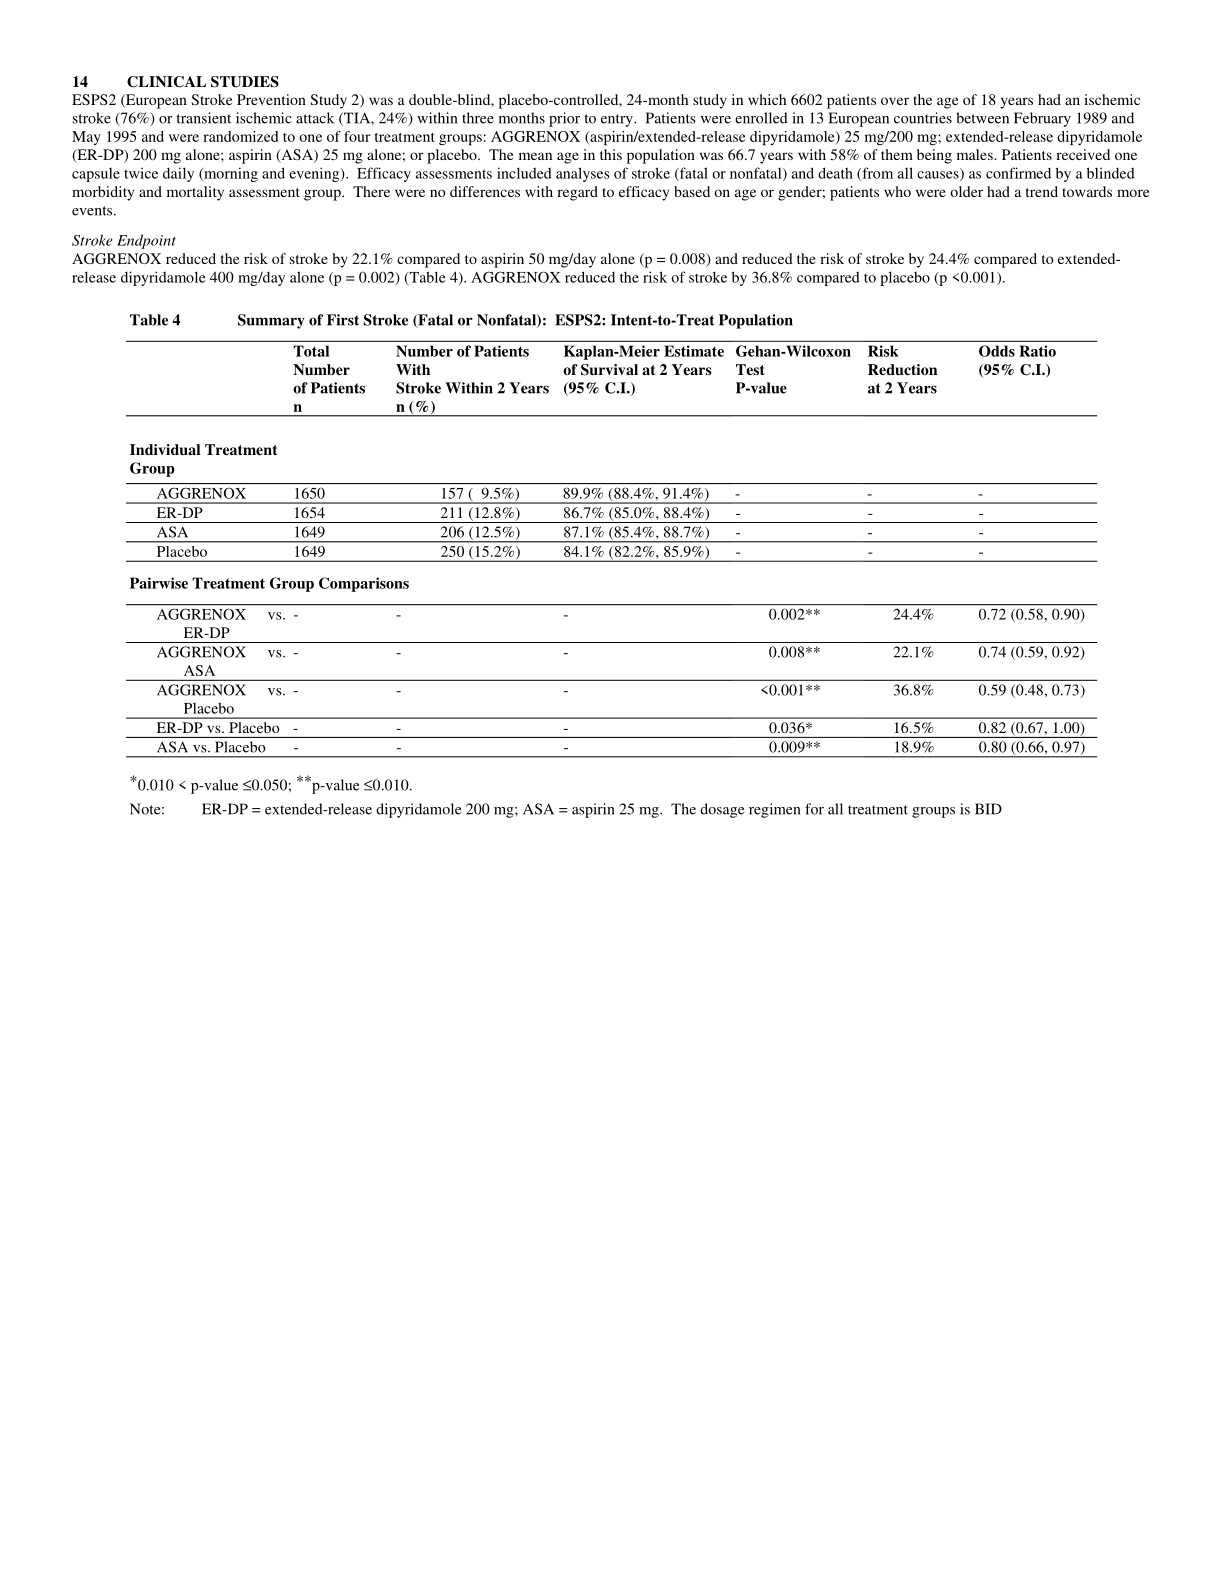 14 CLINICAL STUDIES
ESPS2 (European Stroke Prevention Study 2) was a double-blind, placebo-controlled, 24-month study in which 6602 patients over the age of 18 years had an ischemic
stroke (76%) or transient ischemic attack (TIA, 24%) within three months prior to entry.  Patients were enrolled in 13 European countries between February 1989 and
May 1995 and were randomized to one of four treatment groups: AGGRENOX (aspirin/extended-release dipyridamole) 25 mg/200 mg; extended-release dipyridamole
(ER-DP) 200 mg alone; aspirin (ASA) 25 mg alone; or placebo.  The mean age in this population was 66.7 years with 58% of them being males. Patients received one
capsule twice daily (morning and evening).  Efficacy assessments included analyses of stroke (fatal or nonfatal) and death (from all causes) as confirmed by a blinded
morbidity and mortality assessment group.  There were no differences with regard to efficacy based on age or gender; patients who were older had a trend towards more
events.
Stroke Endpoint
AGGRENOX reduced the risk of stroke by 22.1% compared to aspirin 50 mg/day alone (p = 0.008) and reduced the risk of stroke by 24.4% compared to extended-
release dipyridamole 400 mg/day alone (p = 0.002) (Table 4). AGGRENOX reduced the risk of stroke by 36.8% compared to placebo (p <0.001).
Table 4 Summary of First Stroke (Fatal or Nonfatal):  ESPS2: Intent-to-Treat Population
Total Number of Patients Kaplan-Meier Estimate Gehan-Wilcoxon Risk Odds Ratio
Number With of Survival at 2 Years Test Reduction (95% C.I.)
of Patients Stroke Within 2 Years (95% C.I.) P-value at 2 Years
n n (%)
Individual Treatment
Group
AGGRENOX 1650 157 (  9.5%) 89.9% (88.4%, 91.4%) - - -
ER-DP 1654 211 (12.8%) 86.7% (85.0%, 88.4%) - - -
ASA 1649 206 (12.5%) 87.1% (85.4%, 88.7%) - - -
Placebo 1649 250 (15.2%) 84.1% (82.2%, 85.9%) - - -
Pairwise Treatment Group Comparisons
AGGRENOX vs. - - - 0.002** 24.4% 0.72 (0.58, 0.90)
ER-DP
AGGRENOX vs. - - - 0.008** 22.1% 0.74 (0.59, 0.92)
ASA
AGGRENOX vs. - - - <0.001** 36.8% 0.59 (0.48, 0.73)
Placebo
ER-DP vs. Placebo - - - 0.036* 16.5% 0.82 (0.67, 1.00)
ASA vs. Placebo - - - 0.009** 18.9% 0.80 (0.66, 0.97)
*0.010 < p-value ≤0.050; **p-value ≤0.010.
Note: ER-DP = extended-release dipyridamole 200 mg; ASA = aspirin 25 mg.  The dosage regimen for all treatment groups is BID